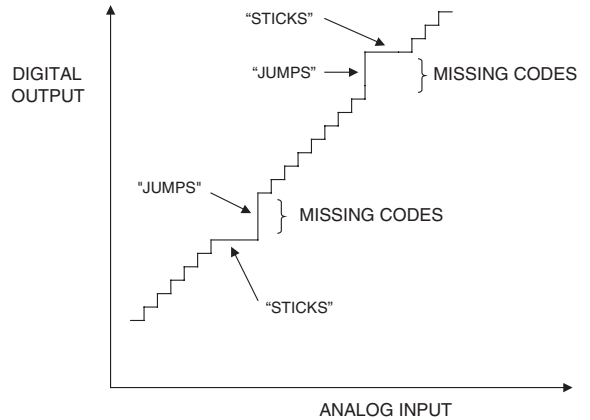 “STICKS”
DIGITAL
OUTPUT
“JUMPS”
MISSING CODES
"JUMPS"
MISSING CODES
“STICKS”
ANALOG INPUT